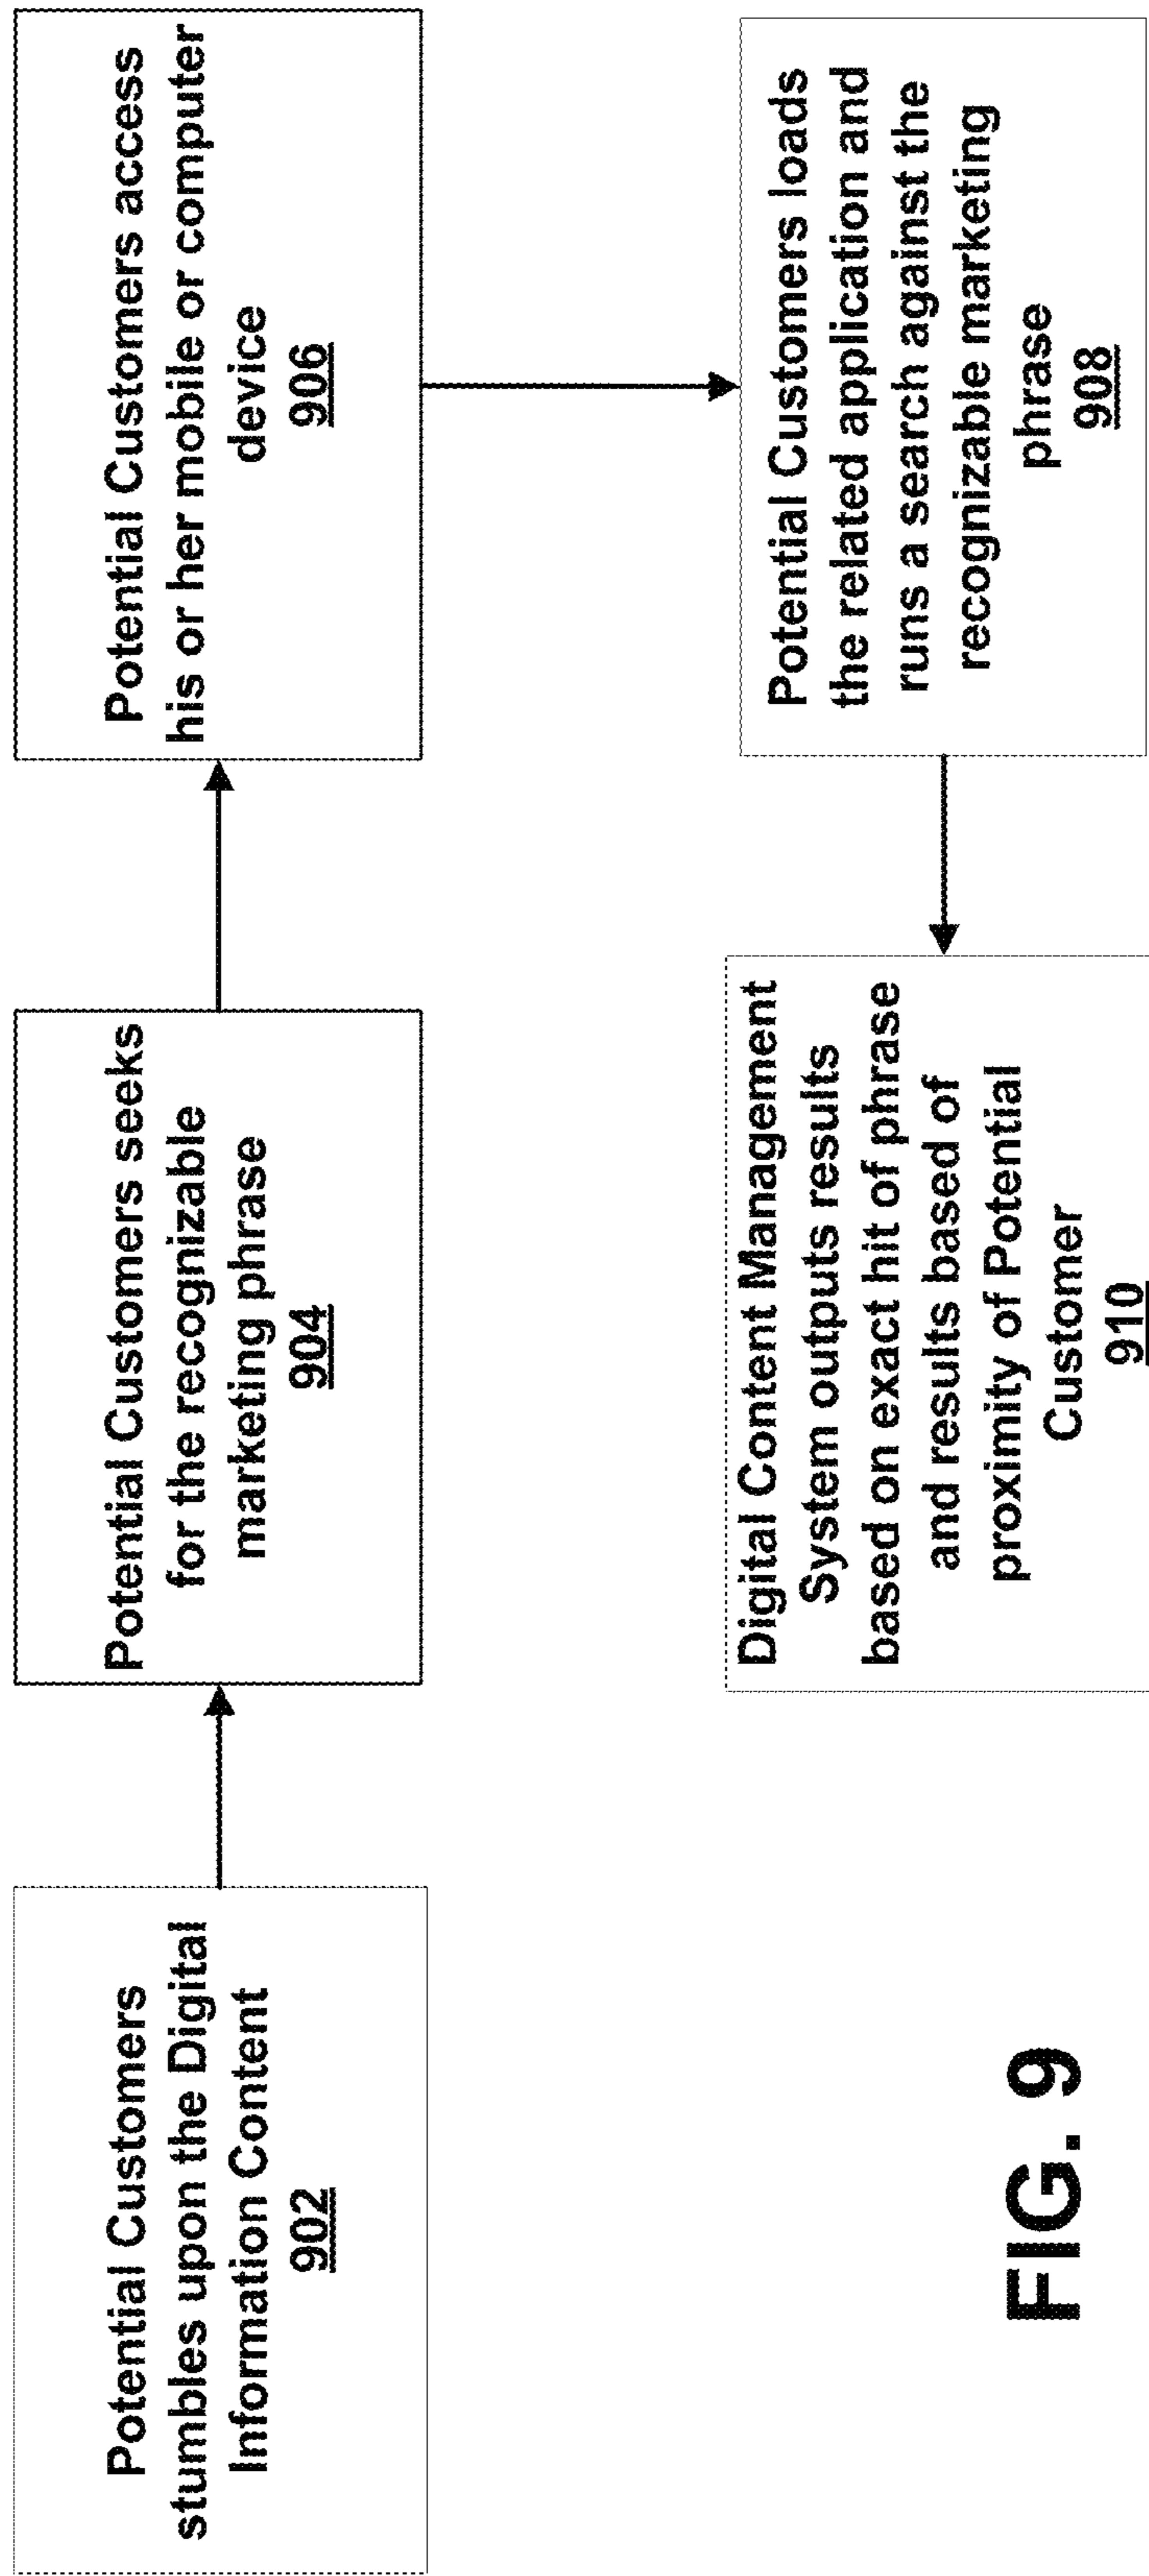 Potential Customers
stumbles upon the Digital
Information Content
902
Potential Customers seeks
for the recognizable
marketing phrase
904
Potential Customers access
his or her mobile or computer
device
906
Potential Customers loads
the related application and
runs a search against the
recognizable marketing
phrase
908
Digital Content Management
System outputs results
based on exact hit of phrase
and results based of
proximity of Potential
Customer
910
FIG. 9